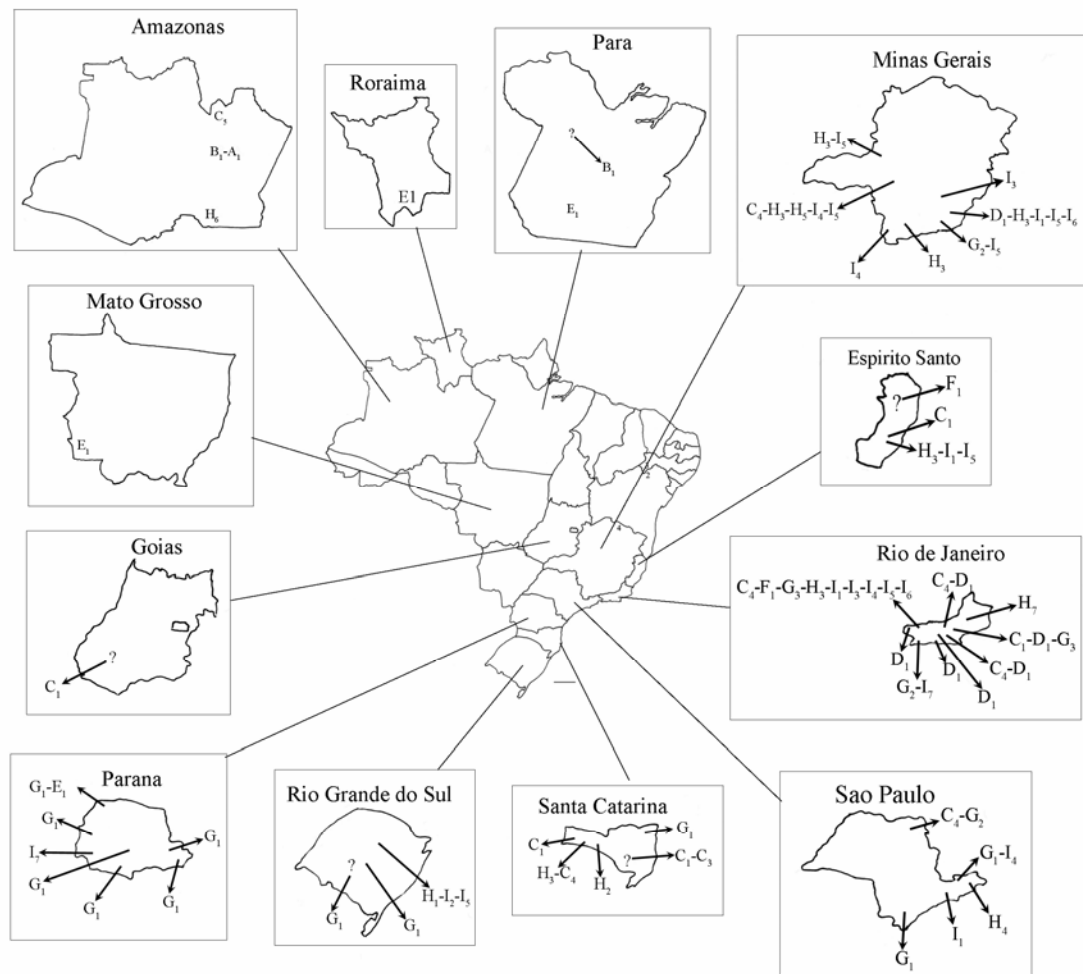 Amazonas
C5
B1-A1
H6
Roraima
E1
Para
?
B1
E1
Minas Gerais
H3-I5
I3
C4-H3-H5-I4-I5
D1-H3-I1-I5-I6
G2-I5
H3
I4
Mato Grosso
E1
Espirito Santo
?
F1
C1
H3-I1-I5
2
4
Goias
?
C1
Rio de Janeiro
C4-F1-G3-H3-I1-I3-I4-I5-I6
C4-D1
H7
C1-D1-G3
D1
D1
C4-D1
G2-I7
D1
Parana
G1-E1
G1
G1
I7
G1
G1
G1
Rio Grande do Sul
?
H1-I2-I5
G1
G1
Santa Catarina
G1
C1
?
C1-C3
H3-C4
H2
Sao Paulo
C4-G2
G1-I4
H4
I1
G1